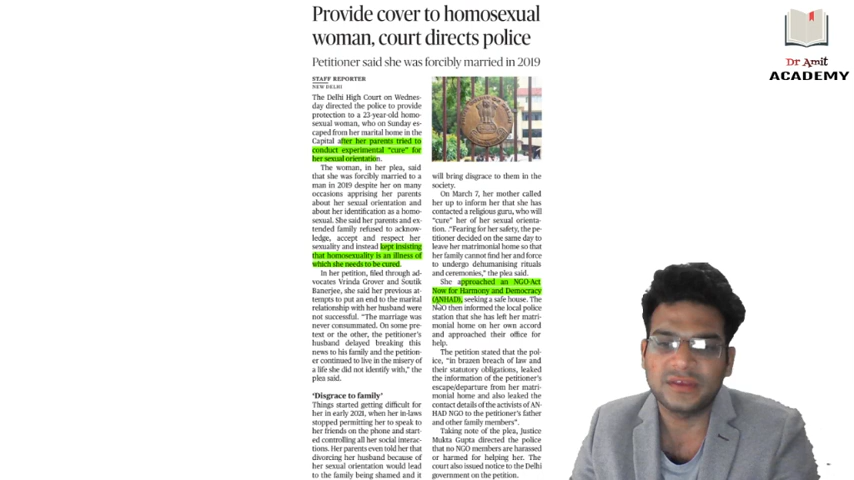 Provide cover to homosexual
woman, court directs police
Petitioner said she was forcibly married in 2019
STAFF REPORTER
NEW DELHI
The Delhi High Court on Wednes-
day directed the police to provide
protection to a 23-year-old homo-
sexual woman, who on Sunday es-
caped from her marital home in the
Capital after her parents tried to
conduct experimental "cure" for
her sexual orientation.
The woman, in her plea, said
that she was forcibly married to a
man in 2019 despite her on many
occasions apprising her parents
about her sexual orientation and
about her identification as a homo-
sexual. She said her parents and ex-
tended family refused to acknow-
ledge, accept and respect her
sexuality and instead kept insisting
that homosexuality is an illness of
which she needs to be cured.
In her petition, filed through ad-
vocates Vrinda Grover and Soutik
Banerjee, she said her previous at-
tempts to put an end to the marital
relationship with her husband were
not successful. "The marriage was
never consummated. On some pre-
text or the other, the petitioner's
husband delayed breaking this
news to his family and the petition-
er continued to live in the misery of
a life she did not identify with," the
plea said.
'Disgrace to family'
Things started getting difficult for
her in early 2021, when her in-laws
stopped permitting her to speak to
her friends on the phone and start-
ed controlling all her social interac-
tions. Her parents even told her that
divorcing her husband because of
her sexual orientation would lead
to the family being shamed and it
will bring disgrace to them in the
society.
On March 7, her mother called
her up to inform her that she has
contacted a religious guru, who will
"cure" her of her sexual orienta-
tion. "Fearing for her safety, the pe-
titioner decided on the same day to
leave her matrimonial home so that
her family cannot find her and force
to undergo dehumanising rituals
and ceremonies," the plea said.
She approached an NGO-Act
Now for Harmony and Democracy
(ANHAD), seeking a safe house. The
NGO then informed the local police
station that she has left her matri-
monial home on her own accord
and approached their office for
help.
The petition stated that the pol-
ice, "in brazen breach of law and
their statutory obligations, leaked
the information of the petitioner's
escape/departure from her mat-
rimonial home and also leaked the
contact details of the activists of AN-
HAD NGO to the petitioner's father
and other family members".
Taking note of the plea, Justice
Mukta Gupta directed the police
that no NGO members are harassed
or harmed for helping her. The
court also issued notice to the Delhi
government on the petition.
Dr Amit
ACADEMY